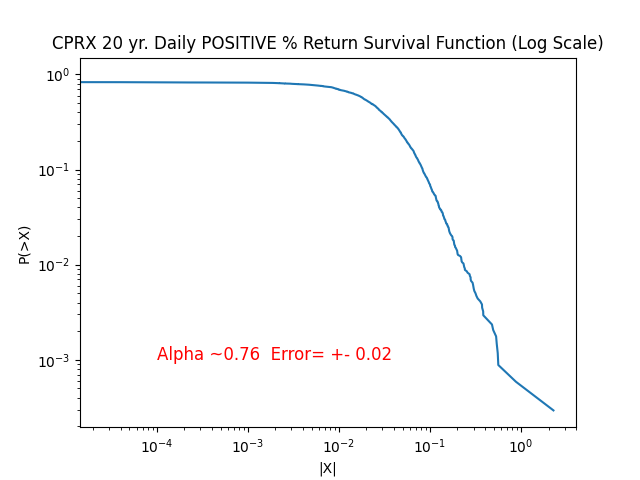 CPRX 20 yr. Daily POSITIVE % Return Survival Function (Log Scale)
P(>X)
10⁰
10⁻¹
10⁻²
10⁻³
Alpha ~0.76  Error= +- 0.02
10⁻⁴ 10⁻³ 10⁻² 10⁻¹ 10⁰
|X|